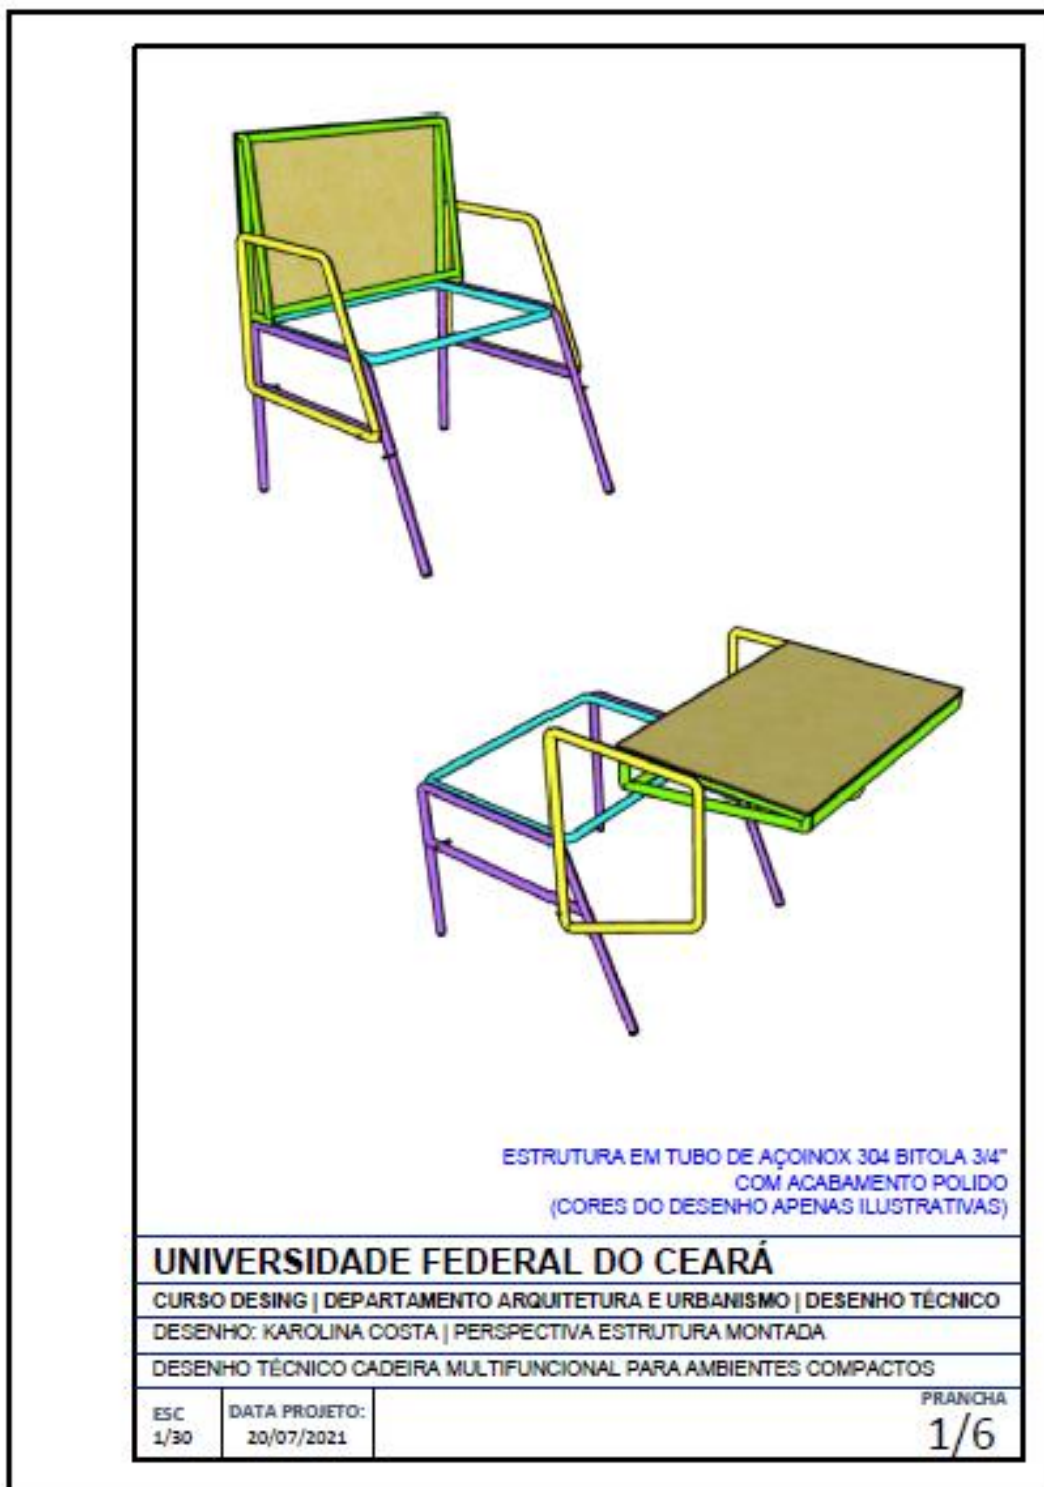 ESTRUTURA EM TUBO DE AÇOINOX 304 BITOLA 3/4"
COM ACABAMENTO POLIDO
(CORES DO DESENHO APENAS ILUSTRATIVAS)
UNIVERSIDADE FEDERAL DO CEARÁ
CURSO DESING | DEPARTAMENTO ARQUITETURA E URBANISMO | DESENHO TÉCNICO
DESENHO: KAROLINA COSTA | PERSPECTIVA ESTRUTURA MONTADA
DESENHO TÉCNICO CADEIRA MULTIFUNCIONAL PARA AMBIENTES COMPACTOS
ESC
1/30
DATA PROJETO:
20/07/2021
PRANCHA
1/6